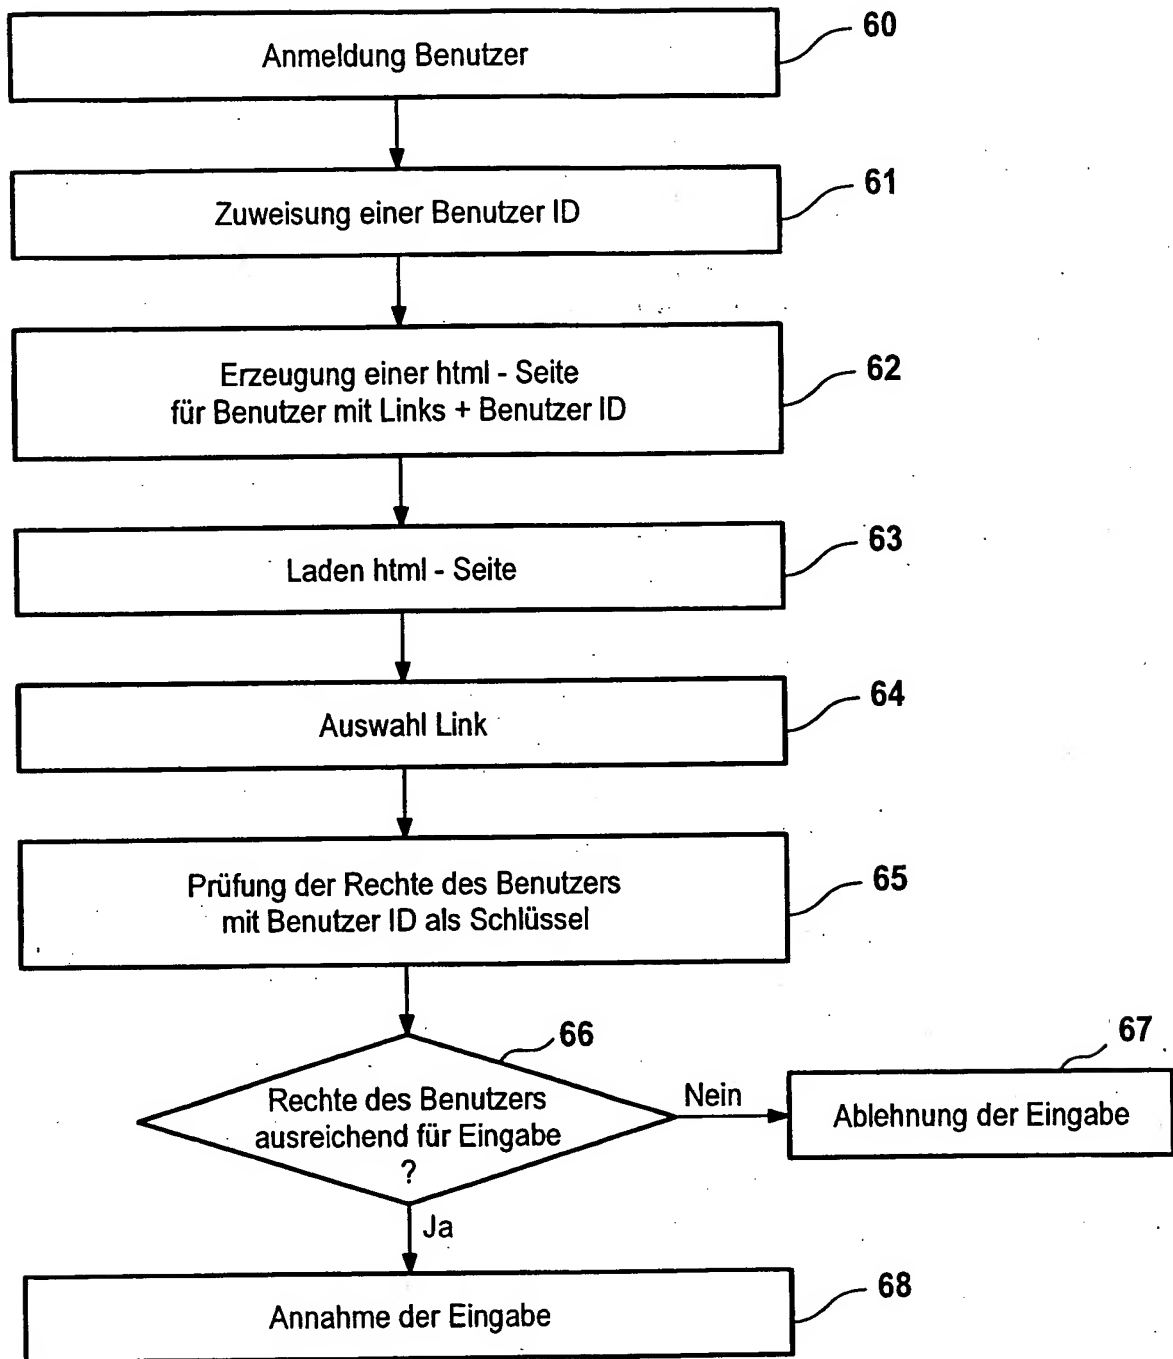 60
Anmeldung Benutzer
61
Zuweisung einer Benutzer ID
62
Erzeugung einer html - Seite
für Benutzer mit Links + Benutzer ID
63
Laden html - Seite
64
Auswahl Link
65
Prüfung der Rechte des Benutzers
mit Benutzer ID als Schlüssel
66
67
Rechte des Benutzers
ausreichend für Eingabe
?
Nein
Ablehnung der Eingabe
Ja
68
Annahme der Eingabe